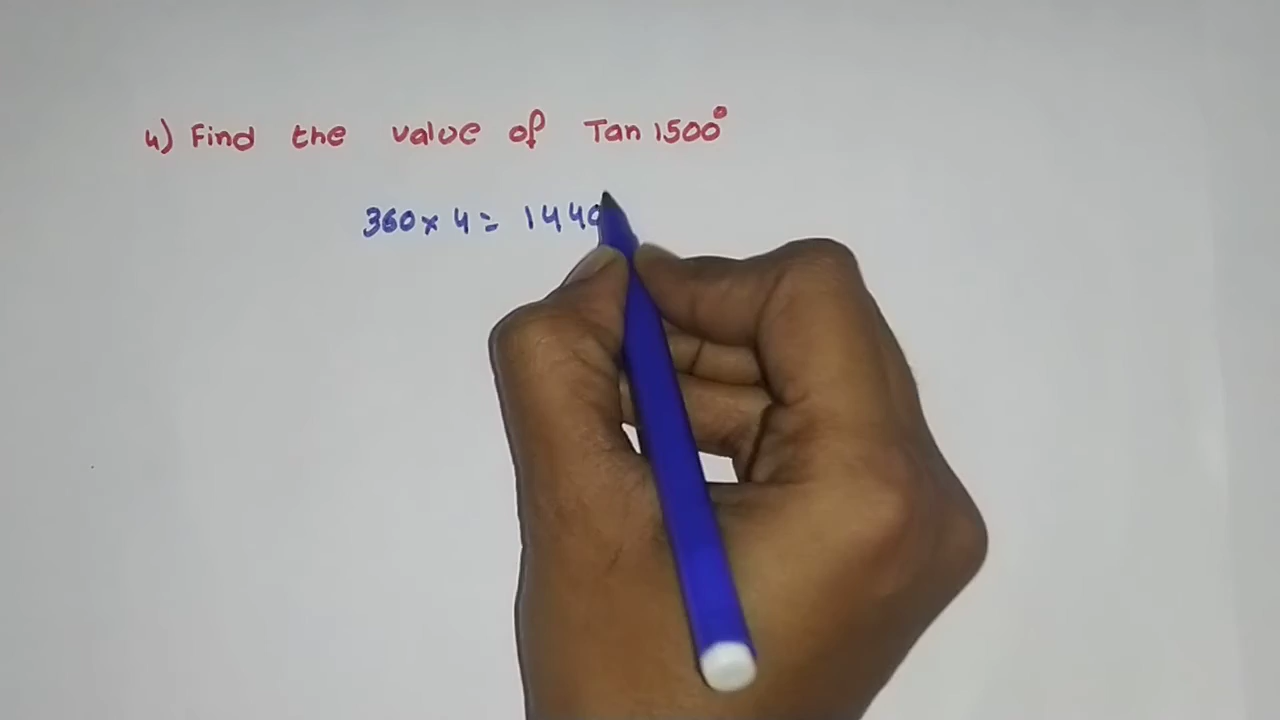 4) Find the value of Tan 1500°
360 × 4 = 1440